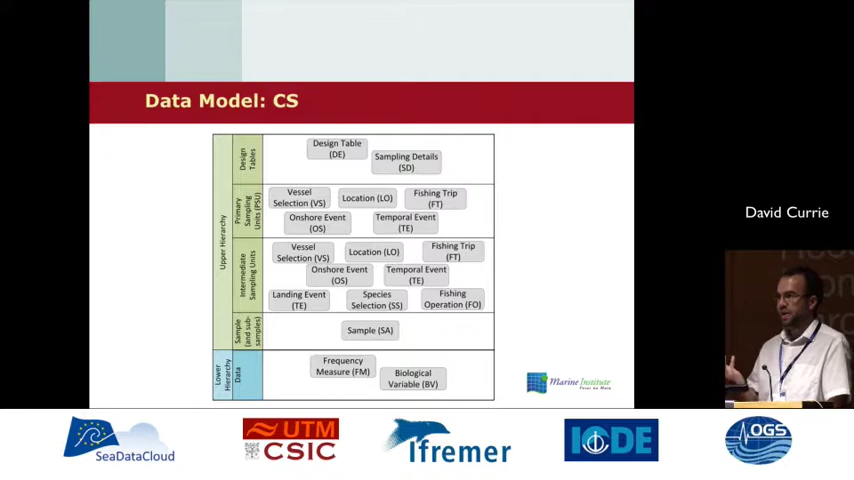 Data Model: CS
Design
Tables
Design Table
(DE)
Sampling Details
(SD)
Upper Hierarchy
Primary
Sampling
Units (PSU)
Vessel
Selection (VS)
Location (LO)
Fishing Trip
(FT)
Onshore Event
(OS)
Temporal Event
(TE)
Intermediate
Sampling Units
Vessel
Selection (VS)
Location (LO)
Fishing Trip
(FT)
Onshore Event
(OS)
Temporal Event
(TE)
Landing Event
(TE)
Species
Selection (SS)
Fishing
Operation (FO)
Sample
(and sub-
samples)
Sample (SA)
Lower
Hierarchy
Data
Frequency
Measure (FM)
Biological
Variable (BV)
Marine Institute
Foras na Mara
David Currie
SeaDataCloud
UTM
CSIC
Ifremer
IODE
OGS